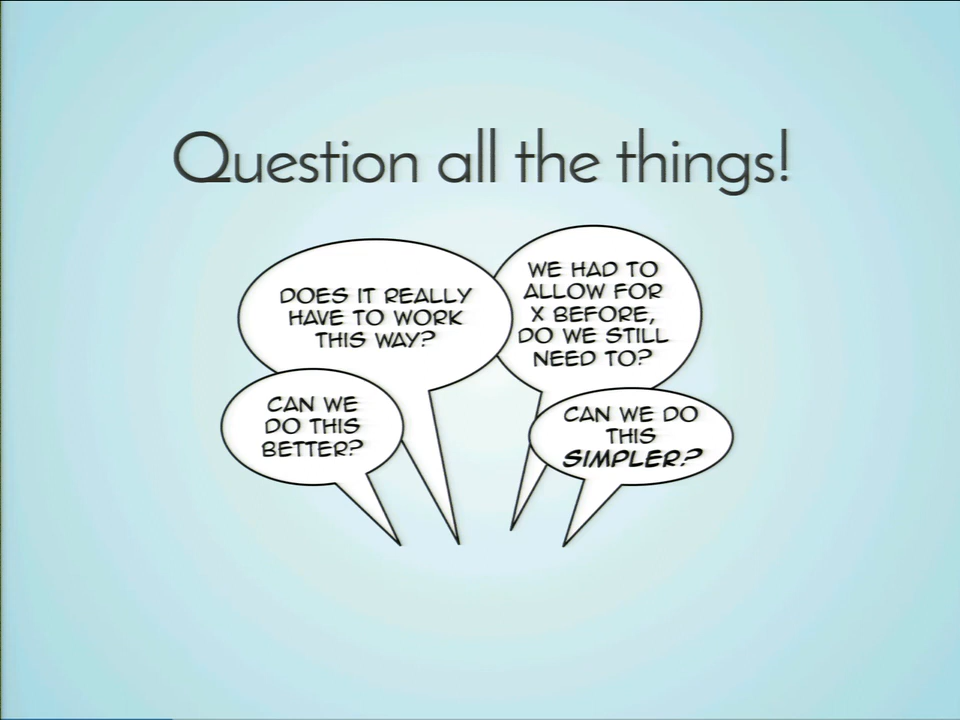 Question all the things!
DOES IT REALLY
HAVE TO WORK
THIS WAY?
WE HAD TO
ALLOW FOR
X BEFORE,
DO WE STILL
NEED TO?
CAN WE
DO THIS
BETTER?
CAN WE DO
THIS
SIMPLER?